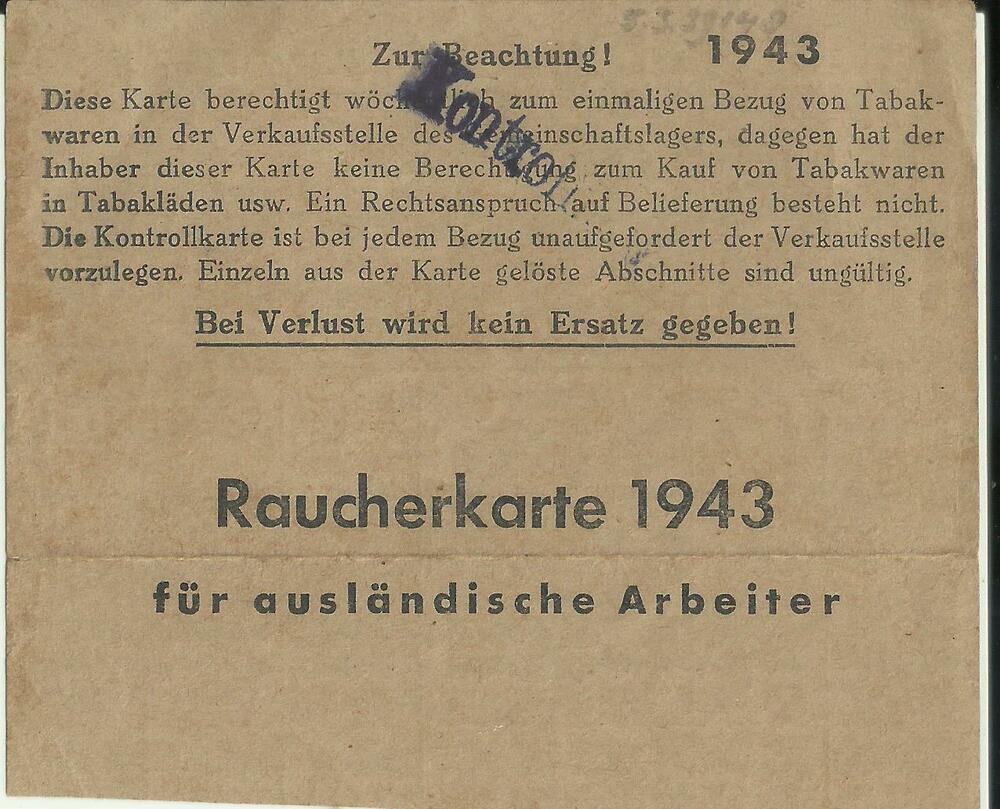 Zur Beachtung! 1943
Diese Karte berechtigt wöchentlich zum einmaligen Bezug von Tabak-
waren in der Verkaufsstelle des Gemeinschaftslagers, dagegen hat der
Inhaber dieser Karte keine Berechtigung zum Kauf von Tabakwaren
in Tabakläden usw. Ein Rechtsanspruch auf Belieferung besteht nicht.
Die Kontrollkarte ist bei jedem Bezug unaufgefordert der Verkaufsstelle
vorzulegen. Einzeln aus der Karte gelöste Abschnitte sind ungültig.
Kontroll
Bei Verlust wird kein Ersatz gegeben!
Raucherkarte 1943
für ausländische Arbeiter